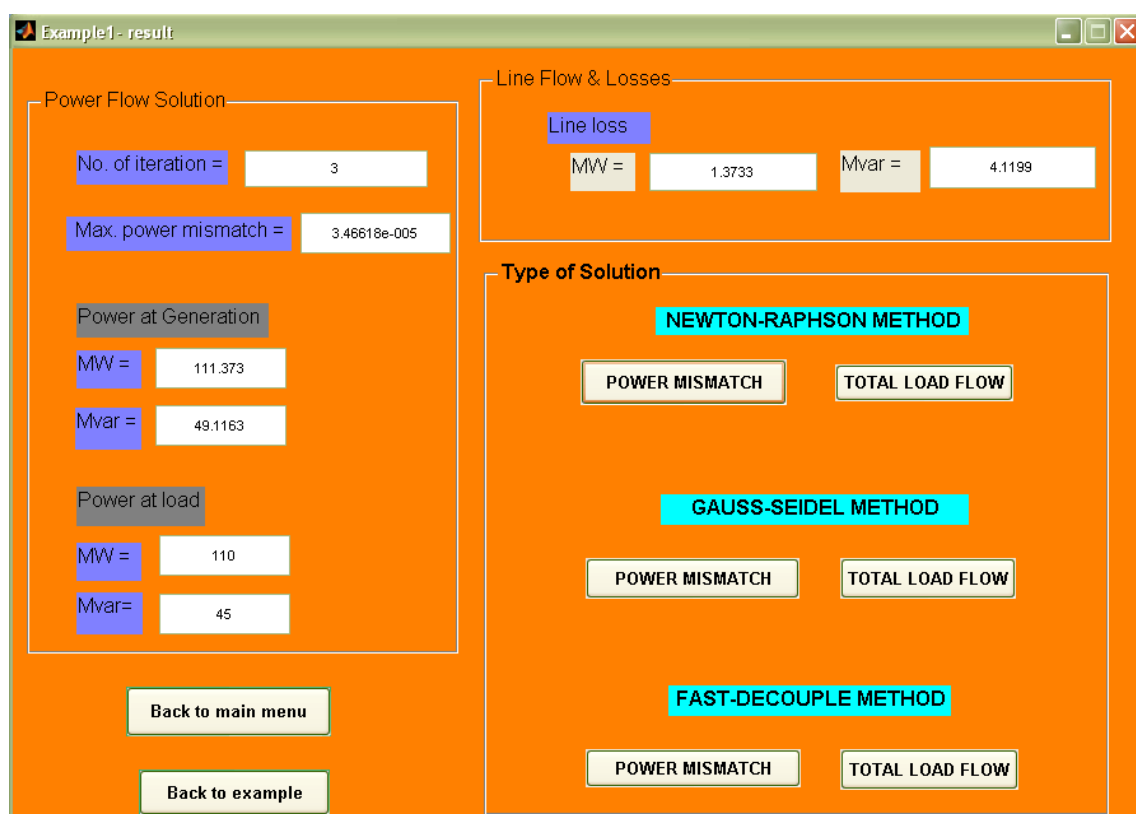 Example1- result
Power Flow Solution
No. of iteration = 3
Max. power mismatch = 3.46618e-005
Power at Generation
MW = 111.373
Mvar = 49.1163
Power at load
MW = 110
Mvar= 45
Back to main menu
Back to example
Line Flow & Losses
Line loss
MW = 1.3733 Mvar = 4.1199
Type of Solution
NEWTON-RAPHSON METHOD
POWER MISMATCH TOTAL LOAD FLOW
GAUSS-SEIDEL METHOD
POWER MISMATCH TOTAL LOAD FLOW
FAST-DECOUPLE METHOD
POWER MISMATCH TOTAL LOAD FLOW